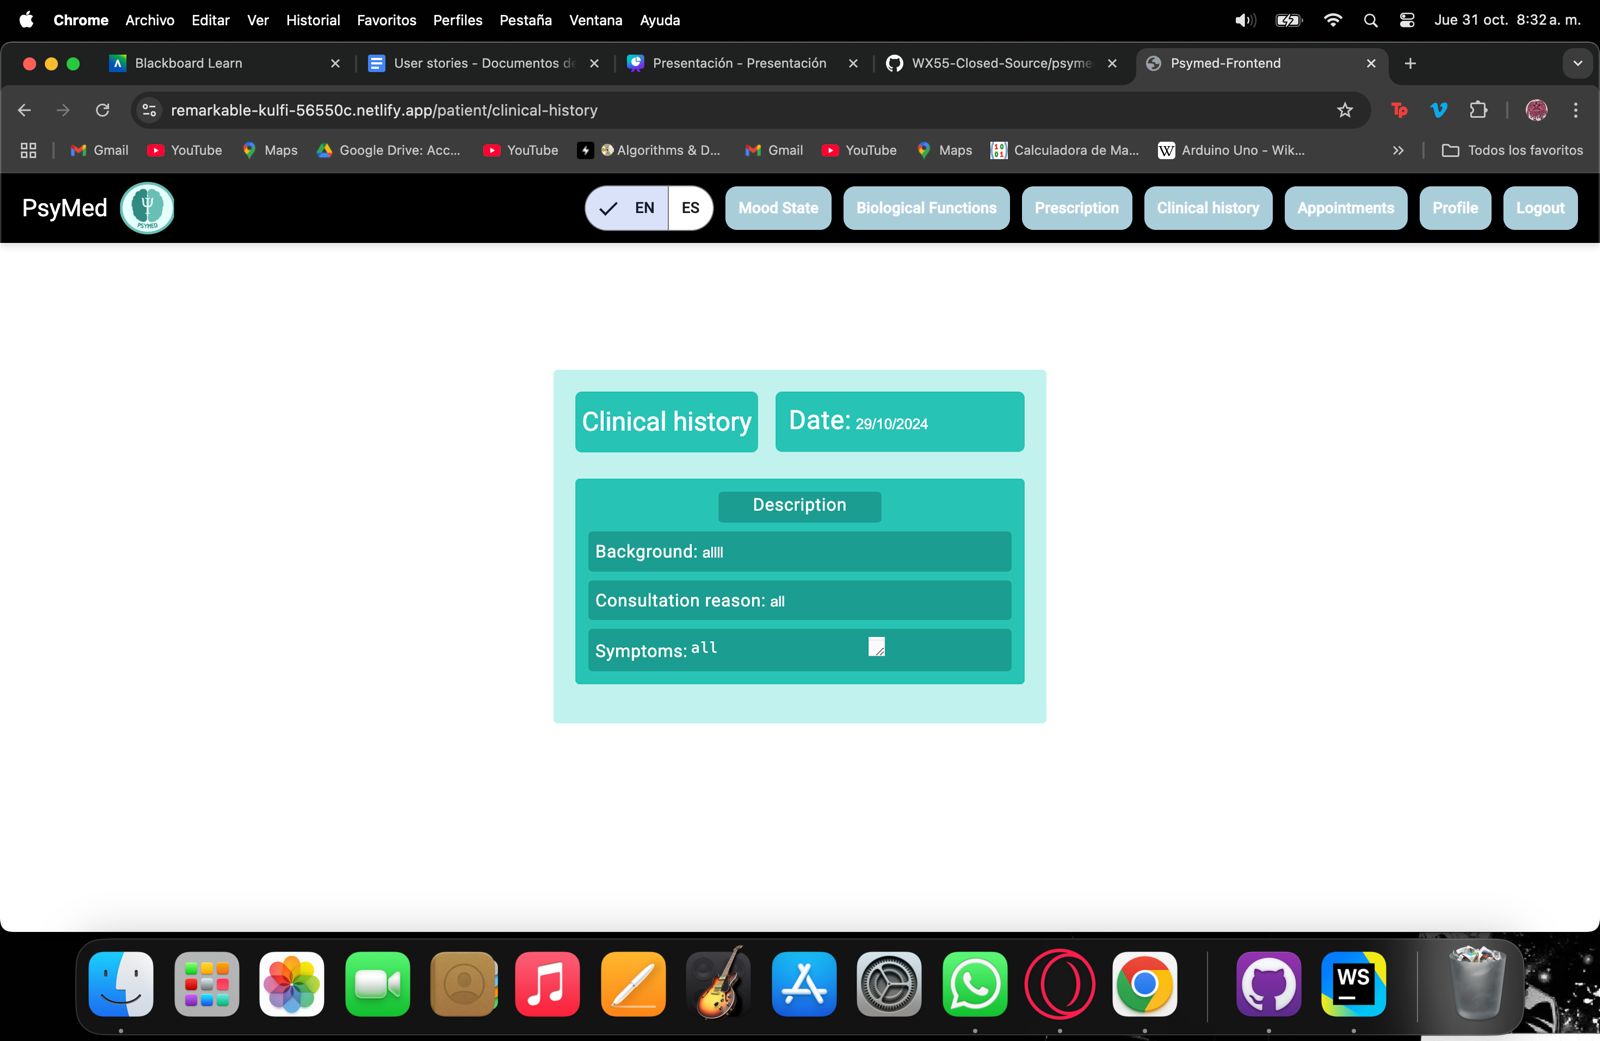 Chrome Archivo Editar Ver Historial Favoritos Perfiles Pestaña Ventana Ayuda Jue 31 oct. 8:32 a. m.
Blackboard Learn User stories - Documentos de Presentación - Presentación WX55-Closed-Source/psyme Psymed-Frontend
remarkable-kulfi-56550c.netlify.app/patient/clinical-history Tp
Gmail YouTube Maps Google Drive: Acc... YouTube Algorithms & D... Gmail YouTube Maps Calculadora de Ma... W Arduino Uno - Wik... Todos los favoritos
PsyMed PSYMED EN ES Mood State Biological Functions Prescription Clinical history Appointments Profile Logout
Clinical history Date: 29/10/2024
Description
Background: allll
Consultation reason: all
Symptoms: all
WS